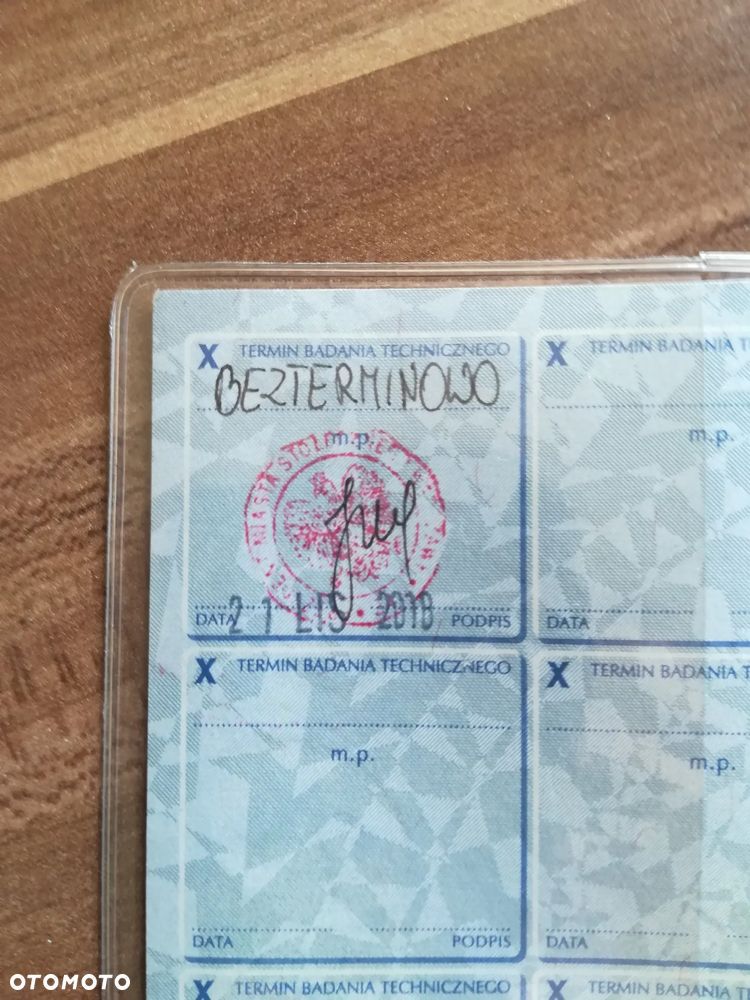 X TERMIN BADANIA TECHNICZNEGO
BEZTERMINOWO
m.p.
MIASTA
21 LIS 2018
DATA PODPIS
X TERMIN BADANIA T
m.p.
DATA
X TERMIN BADANIA TECHNICZNEGO
m.p.
DATA PODPIS
X TERMIN BADANIA T
m.p.
DATA
X TERMIN BADANIA TECHNICZNEGO
X TERMIN BADANIA T
OTOMOTO